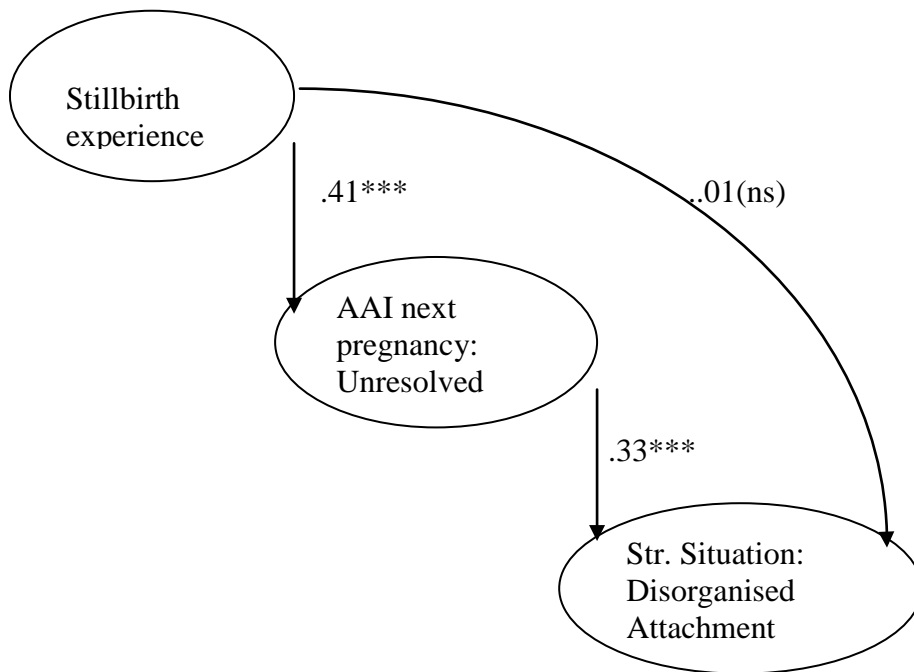 Stillbirth
experience
.41***
..01(ns)
AAI next
pregnancy:
Unresolved
.33***
Str. Situation:
Disorganised
Attachment